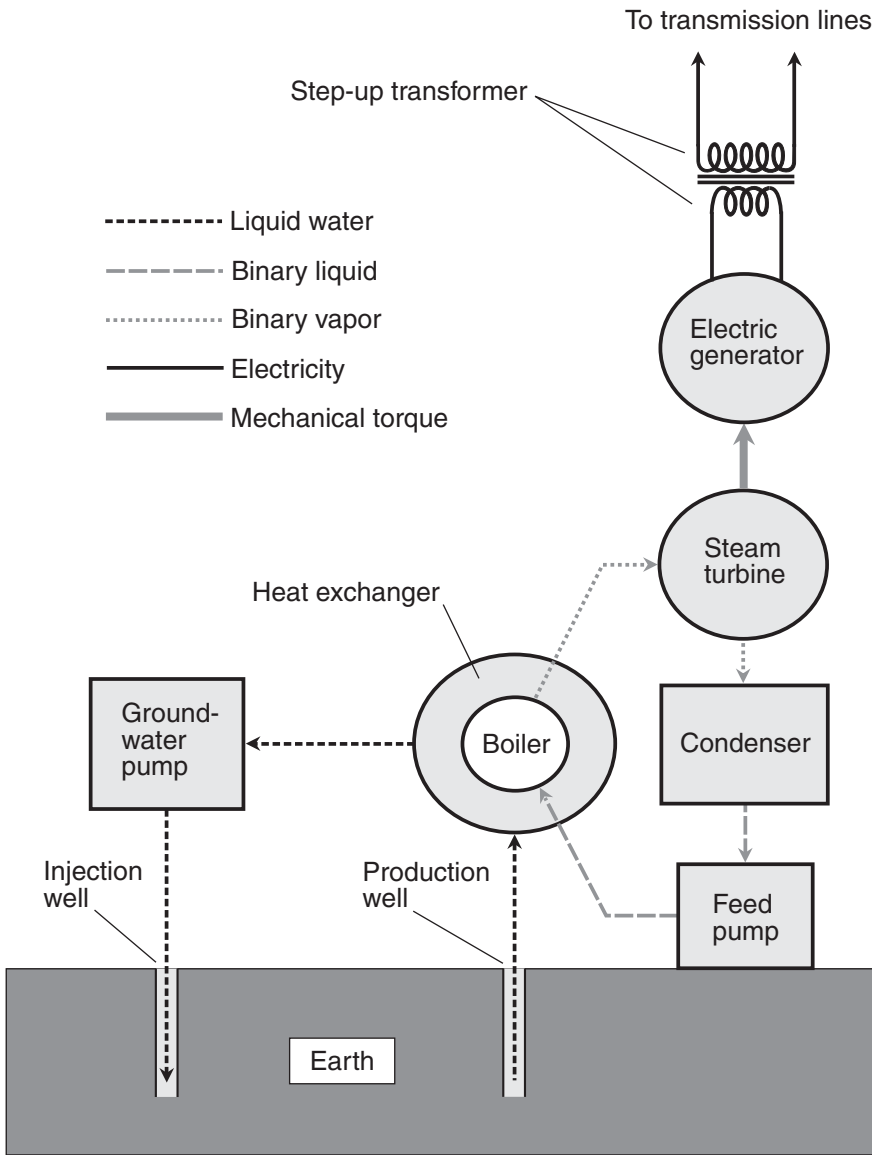 To transmission lines
Step-up transformer
Liquid water
Binary liquid
Binary vapor
Electricity
Mechanical torque
Electric
generator
Steam
turbine
Heat exchanger
Ground-
water
pump
Boiler
Condenser
Injection
well
Production
well
Feed
pump
Earth